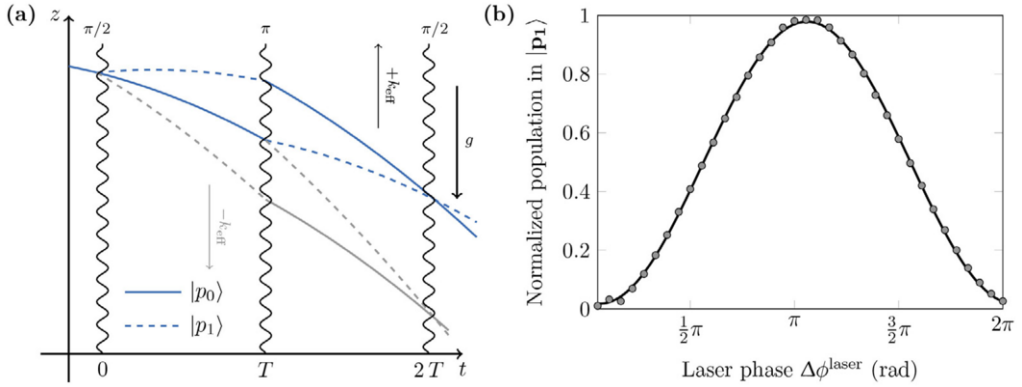 (a)
z
π/2
π
π/2
+k_eff
g
−k_eff
|p₀⟩
|p₁⟩
0
T
2T
t
(b)
Normalized population in |p₁⟩
1
0.8
0.6
0.4
0.2
0
½π
π
3/2π
2π
Laser phase Δϕ^laser (rad)